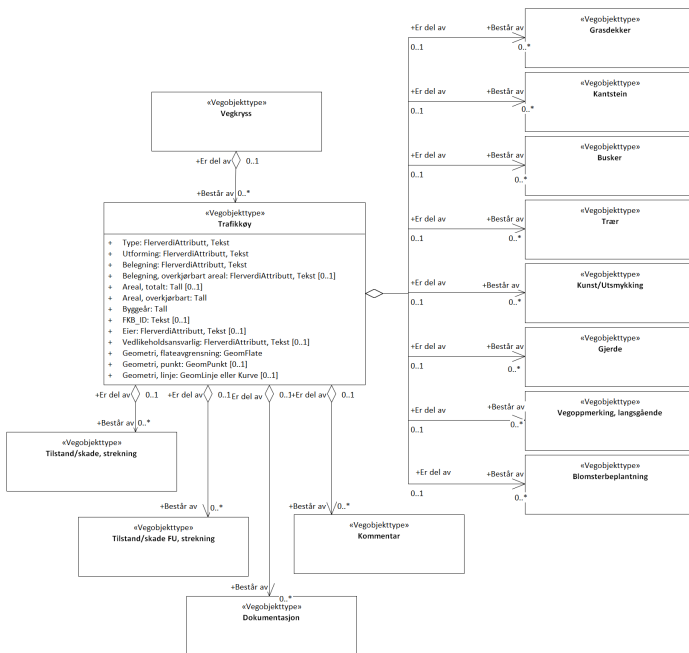 «Vegobjekttype»
Grasdekker
+Er del av
+Består av
0..1
0..*
«Vegobjekttype»
Kantstein
+Er del av
+Består av
0..1
0..*
«Vegobjekttype»
Vegkryss
+Er del av
0..1
+Består av
0..*
«Vegobjekttype»
Busker
+Er del av
+Består av
0..1
0..*
«Vegobjekttype»
Trær
+Er del av
+Består av
0..1
0..*
«Vegobjekttype»
Trafikkøy
+ Type: FlerverdiAttributt, Tekst
+ Utforming: FlerverdiAttributt, Tekst
+ Belegning: FlerverdiAttributt, Tekst
+ Belegning, overkjørbart areal: FlerverdiAttributt, Tekst [0..1]
+ Areal, totalt: Tall [0..1]
+ Areal, overkjørbart: Tall
+ Byggeår: Tall
+ FKB_ID: Tekst [0..1]
+ Eier: FlerverdiAttributt, Tekst [0..1]
+ Vedlikeholdsansvarlig: FlerverdiAttributt, Tekst [0..1]
+ Geometri, flateavgrensning: GeomFlate
+ Geometri, punkt: GeomPunkt [0..1]
+ Geometri, linje: GeomLinje eller Kurve [0..1]
«Vegobjekttype»
Kunst/Utsmykking
+Er del av
+Består av
0..1
0..*
«Vegobjekttype»
Gjerde
+Er del av
+Består av
0..1
0..*
«Vegobjekttype»
Vegoppmerking, langsgående
+Er del av
+Består av
0..1
0..*
«Vegobjekttype»
Blomsterbeplantning
+Er del av
+Består av
0..1
0..*
+Er del av
0..1
+Er del av
0..1
+Er del av
0..1
+Er del av
0..1
+Består av
0..*
«Vegobjekttype»
Tilstand/skade, strekning
+Består av
0..*
«Vegobjekttype»
Tilstand/skade FU, strekning
+Består av
0..*
«Vegobjekttype»
Kommentar
+Består av
0..*
«Vegobjekttype»
Dokumentasjon